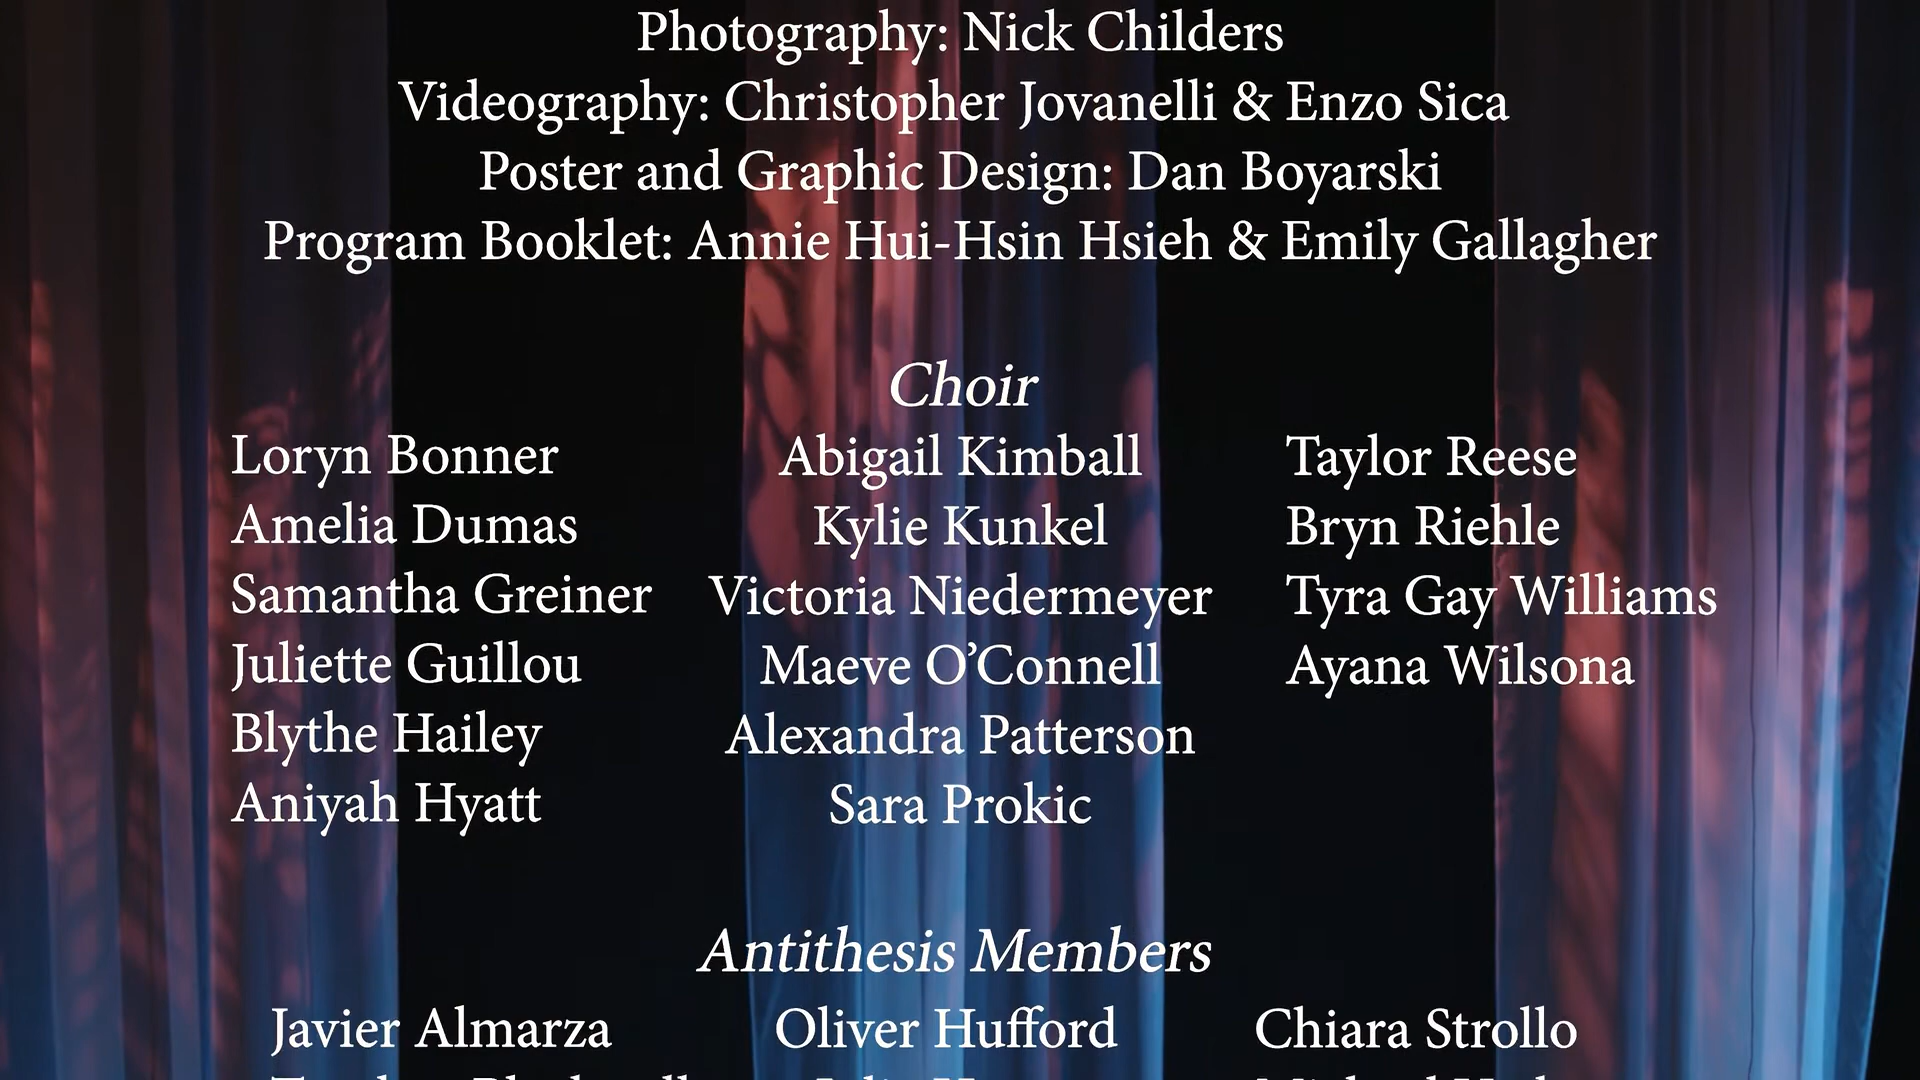 Photography: Nick Childers
Videography: Christopher Jovanelli & Enzo Sica
Poster and Graphic Design: Dan Boyarski
Program Booklet: Annie Hui-Hsin Hsieh & Emily Gallagher
Choir
Loryn Bonner Abigail Kimball Taylor Reese
Amelia Dumas Kylie Kunkel Bryn Riehle
Samantha Greiner Victoria Niedermeyer Tyra Gay Williams
Juliette Guillou Maeve O’Connell Ayana Wilsona
Blythe Hailey Alexandra Patterson
Aniyah Hyatt Sara Prokic
Antithesis Members
Javier Almarza Oliver Hufford Chiara Strollo